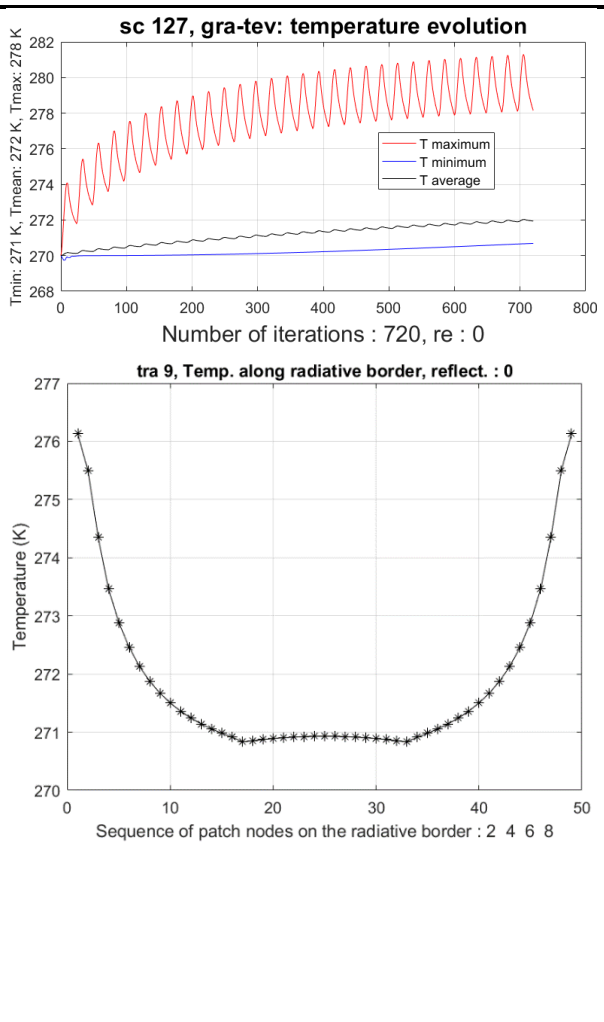 sc 127, gra-tev: temperature evolution
Tmin: 271 K, Tmean: 272 K, Tmax: 278 K
282
280
278
276
274
272
270
268
T maximum
T minimum
T average
0 100 200 300 400 500 600 700 800
Number of iterations : 720, re : 0
tra 9, Temp. along radiative border, reflect. : 0
Temperature (K)
277
276
275
274
273
272
271
270
0 10 20 30 40 50
Sequence of patch nodes on the radiative border : 2 4 6 8